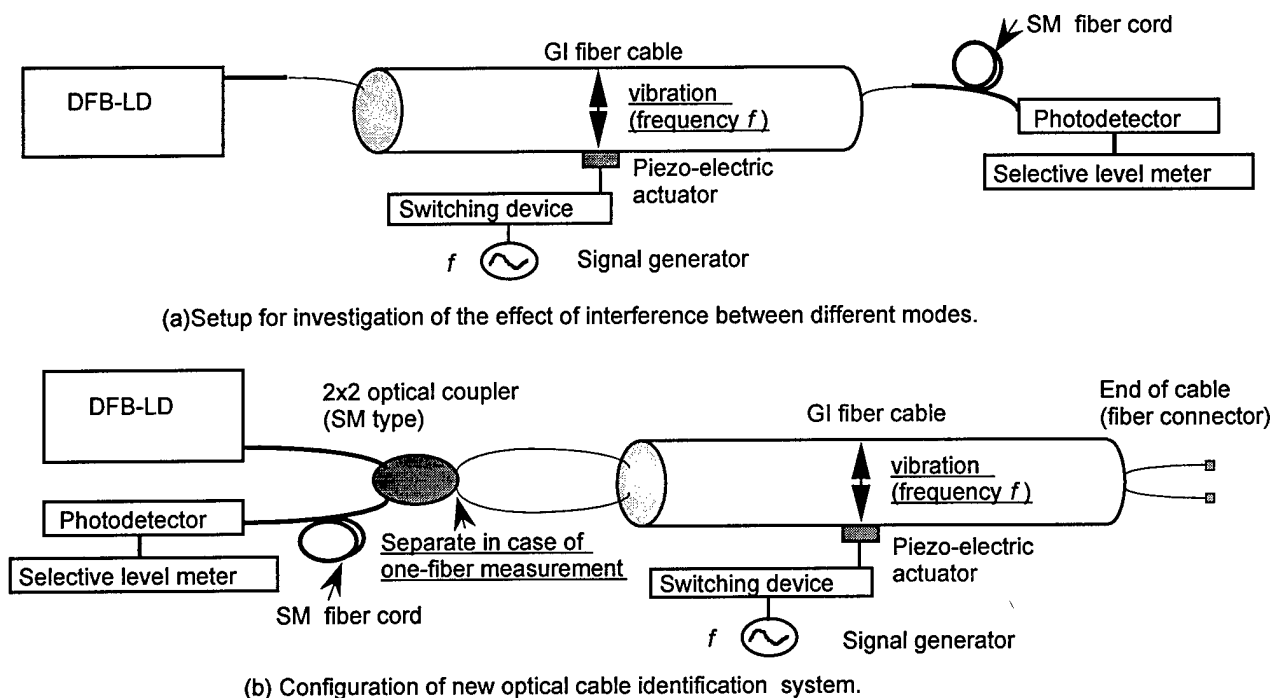 SM fiber cord
GI fiber cable
DFB-LD
vibration
(frequency f)
Photodetector
Piezo-electric
actuator
Selective level meter
Switching device
f
Signal generator
(a)Setup for investigation of the effect of interference between different modes.
DFB-LD
2x2 optical coupler
(SM type)
End of cable
(fiber connector)
GI fiber cable
vibration
(frequency f)
Photodetector
Separate in case of
one-fiber measurement
Piezo-electric
actuator
Selective level meter
Switching device
SM fiber cord
f
Signal generator
(b) Configuration of new optical cable identification system.